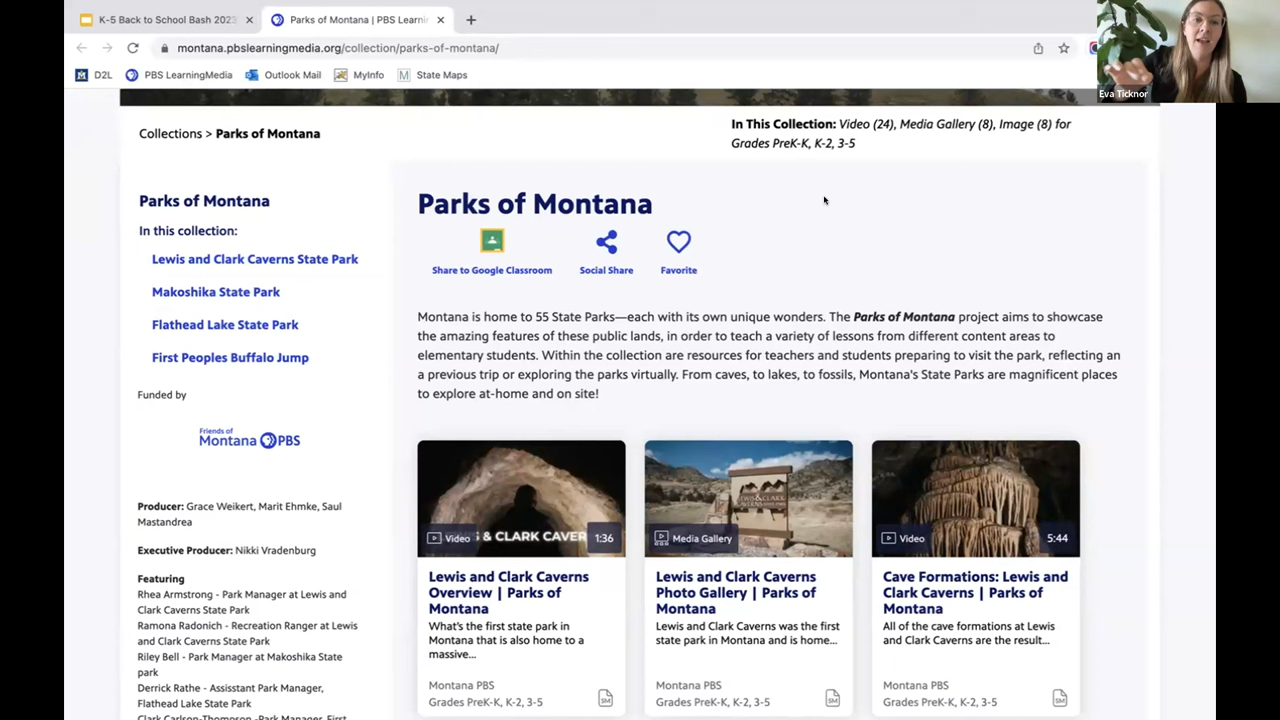 K-5 Back to School Bash 2023
Parks of Montana | PBS Learni
montana.pbslearningmedia.org/collection/parks-of-montana/
D2L
PBS LearningMedia
Outlook Mail
MyInfo
State Maps
Eva Ticknor
Collections > Parks of Montana
In This Collection: Video (24), Media Gallery (8), Image (8) for
Grades PreK-K, K-2, 3-5
Parks of Montana
In this collection:
Lewis and Clark Caverns State Park
Makoshika State Park
Flathead Lake State Park
First Peoples Buffalo Jump
Funded by
Friends of
Montana PBS
Producer: Grace Weikert, Marit Ehmke, Saul
Mastandrea
Executive Producer: Nikki Vradenburg
Featuring
Rhea Armstrong - Park Manager at Lewis and
Clark Caverns State Park
Ramona Radonich - Recreation Ranger at Lewis
and Clark Caverns State Park
Riley Bell - Park Manager at Makoshika State
park
Derrick Rathe - Assisstant Park Manager,
Flathead Lake State Park
Clark Carlson-Thompson -Park Manager, First
Parks of Montana
Share to Google Classroom
Social Share
Favorite
Montana is home to 55 State Parks—each with its own unique wonders. The Parks of Montana project aims to showcase
the amazing features of these public lands, in order to teach a variety of lessons from different content areas to
elementary students. Within the collection are resources for teachers and students preparing to visit the park, reflecting an
a previous trip or exploring the parks virtually. From caves, to lakes, to fossils, Montana's State Parks are magnificent places
to explore at-home and on site!
Video
& CLARK CAVER
1:36
Lewis and Clark Caverns
Overview | Parks of
Montana
What's the first state park in
Montana that is also home to a
massive...
Montana PBS
Grades PreK-K, K-2, 3-5
SM
LEWIS & CLARK
CAVERNS
Media Gallery
Lewis and Clark Caverns
Photo Gallery | Parks of
Montana
Lewis and Clark Caverns was the first
state park in Montana and is home...
Montana PBS
Grades PreK-K, K-2, 3-5
SM
Video
5:44
Cave Formations: Lewis and
Clark Caverns | Parks of
Montana
All of the cave formations at Lewis
and Clark Caverns are the result...
Montana PBS
Grades PreK-K, K-2, 3-5
SM